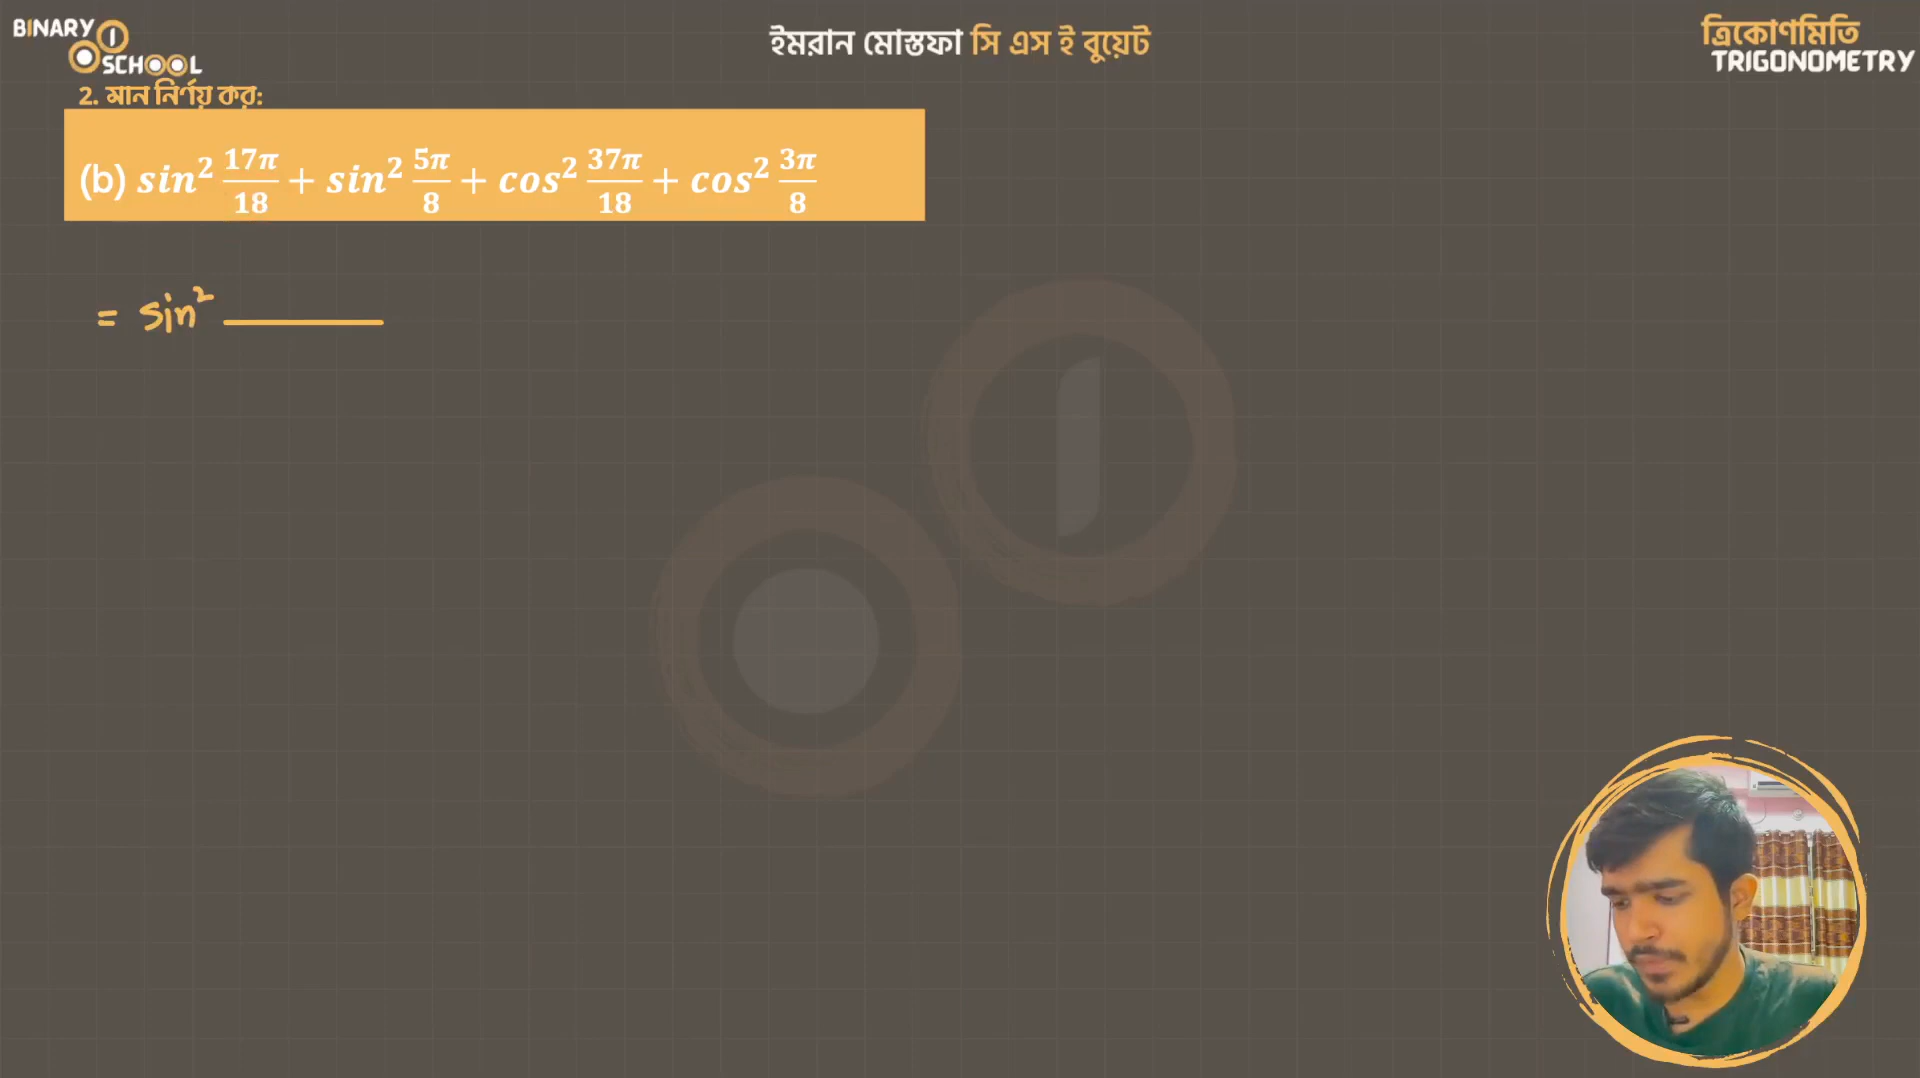 BINARY SCHOOL
ইমরান মোস্তফা সি এস ই বুয়েট
ত্রিকোণমিতি
TRIGONOMETRY
2. মান নির্ণয় কর:
(b) sin² 17π/18 + sin² 5π/8 + cos² 37π/18 + cos² 3π/8
= sin²